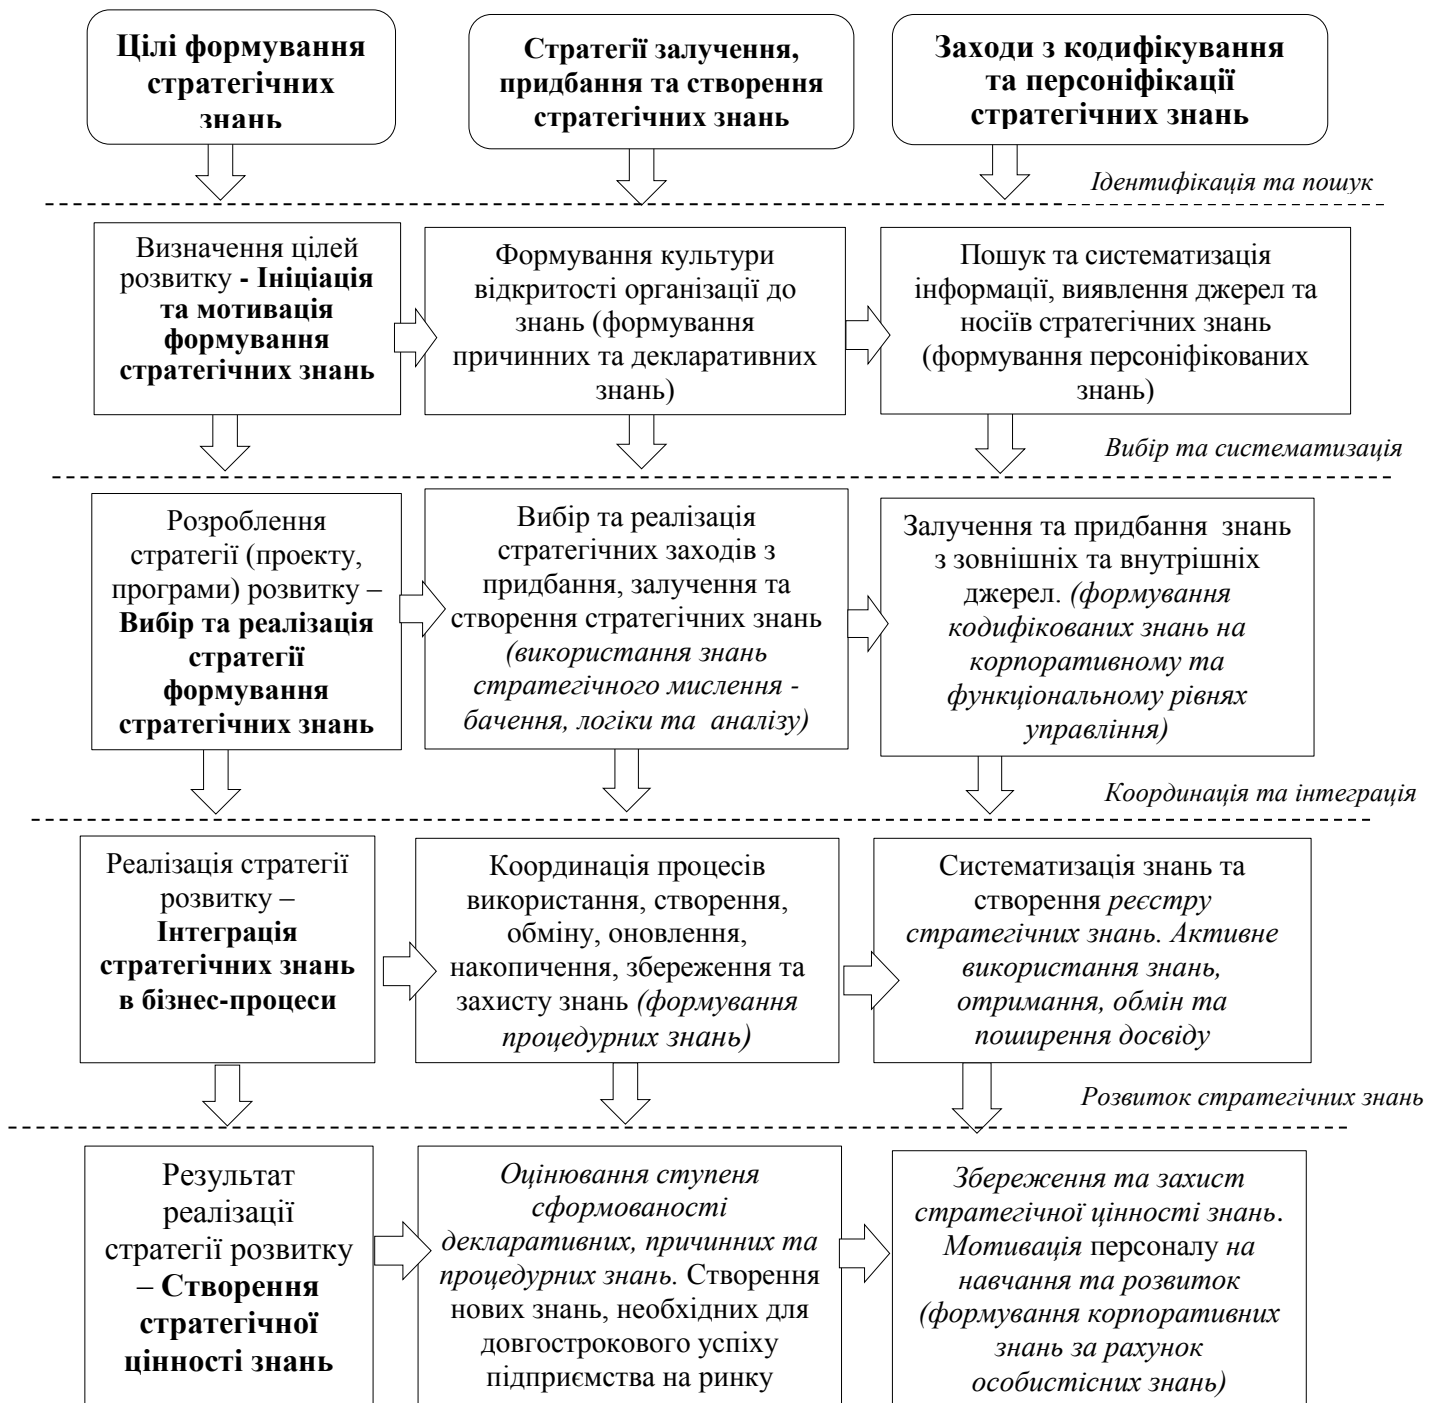 Цілі формування
стратегічних
знань
Стратегії залучення,
придбання та створення
стратегічних знань
Заходи з кодифікування
та персоніфікації
стратегічних знань
Ідентифікація та пошук
Визначення цілей
розвитку - Ініціація
та мотивація
формування
стратегічних знань
Формування культури
відкритості організації до
знань (формування
причинних та декларативних
знань)
Пошук та систематизація
інформації, виявлення джерел та
носіїв стратегічних знань
(формування персоніфікованих
знань)
Вибір та систематизація
Розроблення
стратегії (проекту,
програми) розвитку –
Вибір та реалізація
стратегії
формування
стратегічних знань
Вибір та реалізація
стратегічних заходів з
придбання, залучення та
створення стратегічних знань
(використання знань
стратегічного мислення -
бачення, логіки та аналізу)
Залучення та придбання знань
з зовнішніх та внутрішніх
джерел. (формування
кодифікованих знань на
корпоративному та
функціональному рівнях
управління)
Координація та інтеграція
Реалізація стратегії
розвитку –
Інтеграція
стратегічних знань
в бізнес-процеси
Координація процесів
використання, створення,
обміну, оновлення,
накопичення, збереження та
захисту знань (формування
процедурних знань)
Систематизація знань та
створення реєстру
стратегічних знань. Активне
використання знань,
отримання, обмін та
поширення досвіду
Розвиток стратегічних знань
Результат
реалізації
стратегії розвитку
– Створення
стратегічної
цінності знань
Оцінювання ступеня
сформованості
декларативних, причинних та
процедурних знань. Створення
нових знань, необхідних для
довгострокового успіху
підприємства на ринку
Збереження та захист
стратегічної цінності знань.
Мотивація персоналу на
навчання та розвиток
(формування корпоративних
знань за рахунок
особистісних знань)